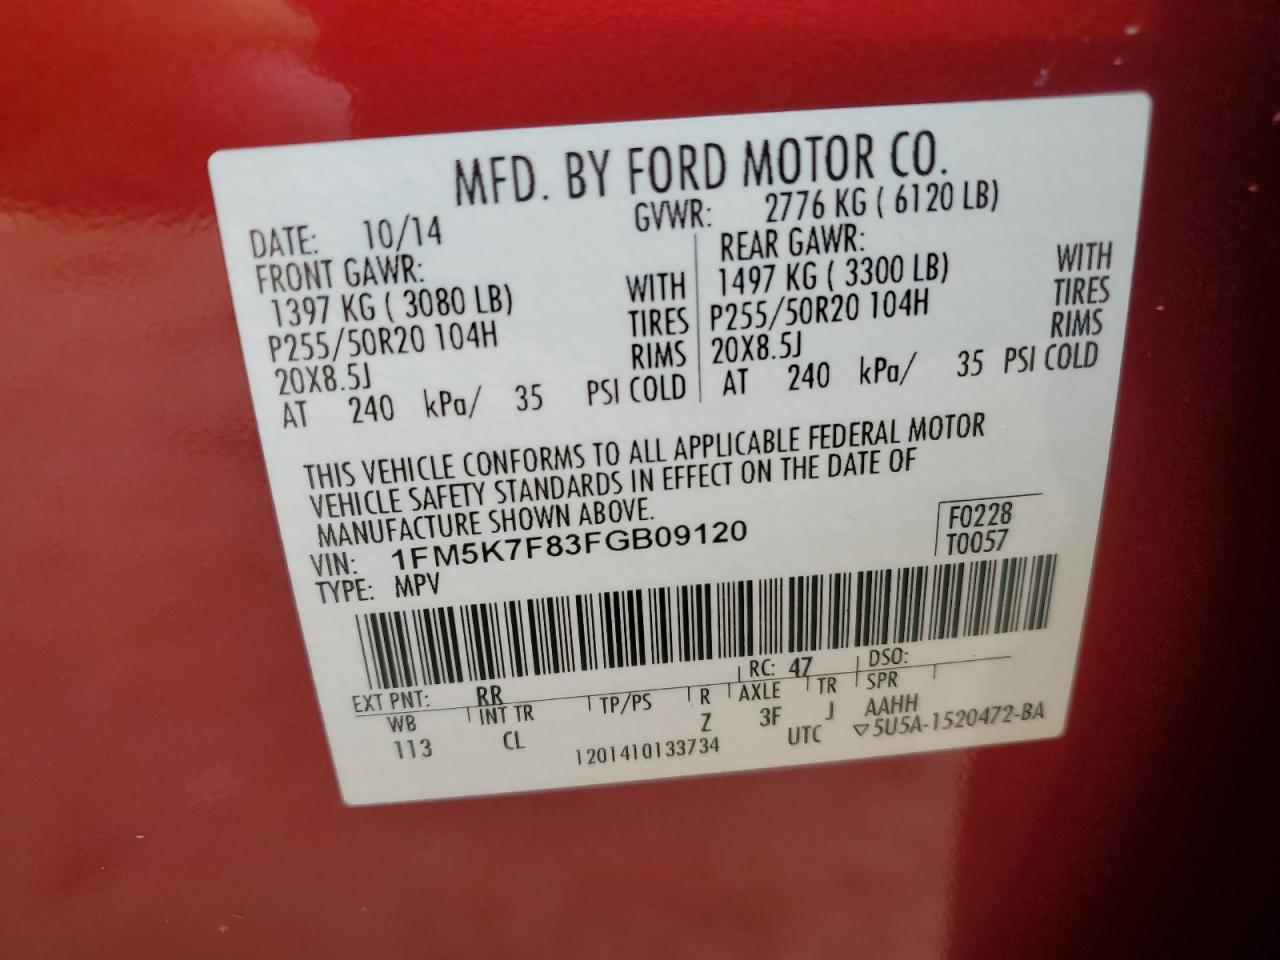 MFD. BY FORD MOTOR CO.
DATE: 10/14 GVWR: 2776 KG ( 6120 LB)
FRONT GAWR: REAR GAWR:
1397 KG ( 3080 LB) WITH 1497 KG ( 3300 LB) WITH
P255/50R20 104H TIRES P255/50R20 104H TIRES
20X8.5J RIMS 20X8.5J RIMS
AT 240 kPa/ 35 PSI COLD AT 240 kPa/ 35 PSI COLD
THIS VEHICLE CONFORMS TO ALL APPLICABLE FEDERAL MOTOR
VEHICLE SAFETY STANDARDS IN EFFECT ON THE DATE OF
MANUFACTURE SHOWN ABOVE.
VIN: 1FM5K7F83FGB09120 F0228
TYPE: MPV T0057
EXT PNT: RR RC: 47 DSO:
WB INT TR TP/PS R AXLE TR SPR
113 CL Z 3F J AAHH
1201410133734 UTC ▽5U5A-1520472-BA